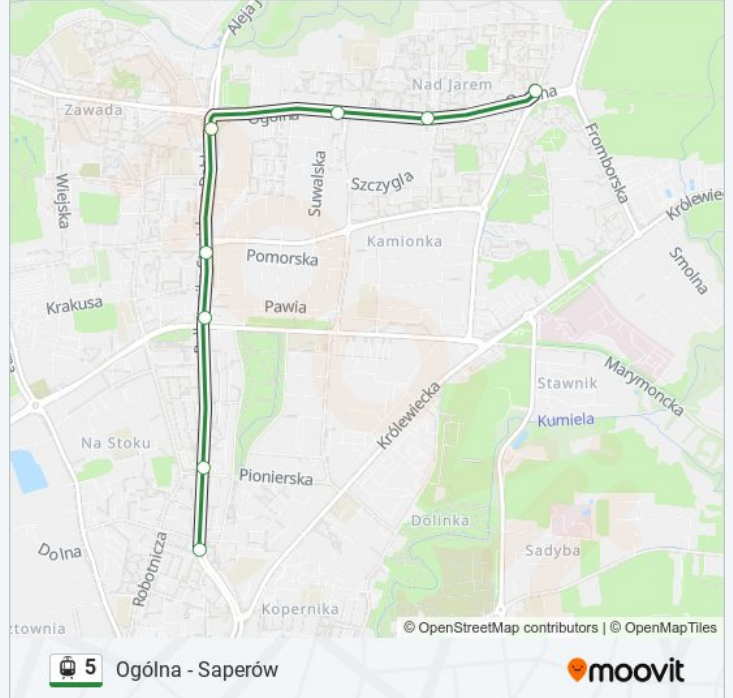 Aleja J
Nad Jarem
Zawada
Ogólna
Fromborska
Wiejska
Suwalska
Szczygla
Królewie
Kamionka
Pomorska
Smolna
Krakusa
Pawia
Stawnik
Marymoncka
Królewiecka
Kumiela
Na Stoku
Pionierska
Dolinka
Dolna
Robotnicza
Sadyba
Kopernika
ztownia
© OpenStreetMap contributors | © OpenMapTiles
5 Ogólna - Saperów
moovit